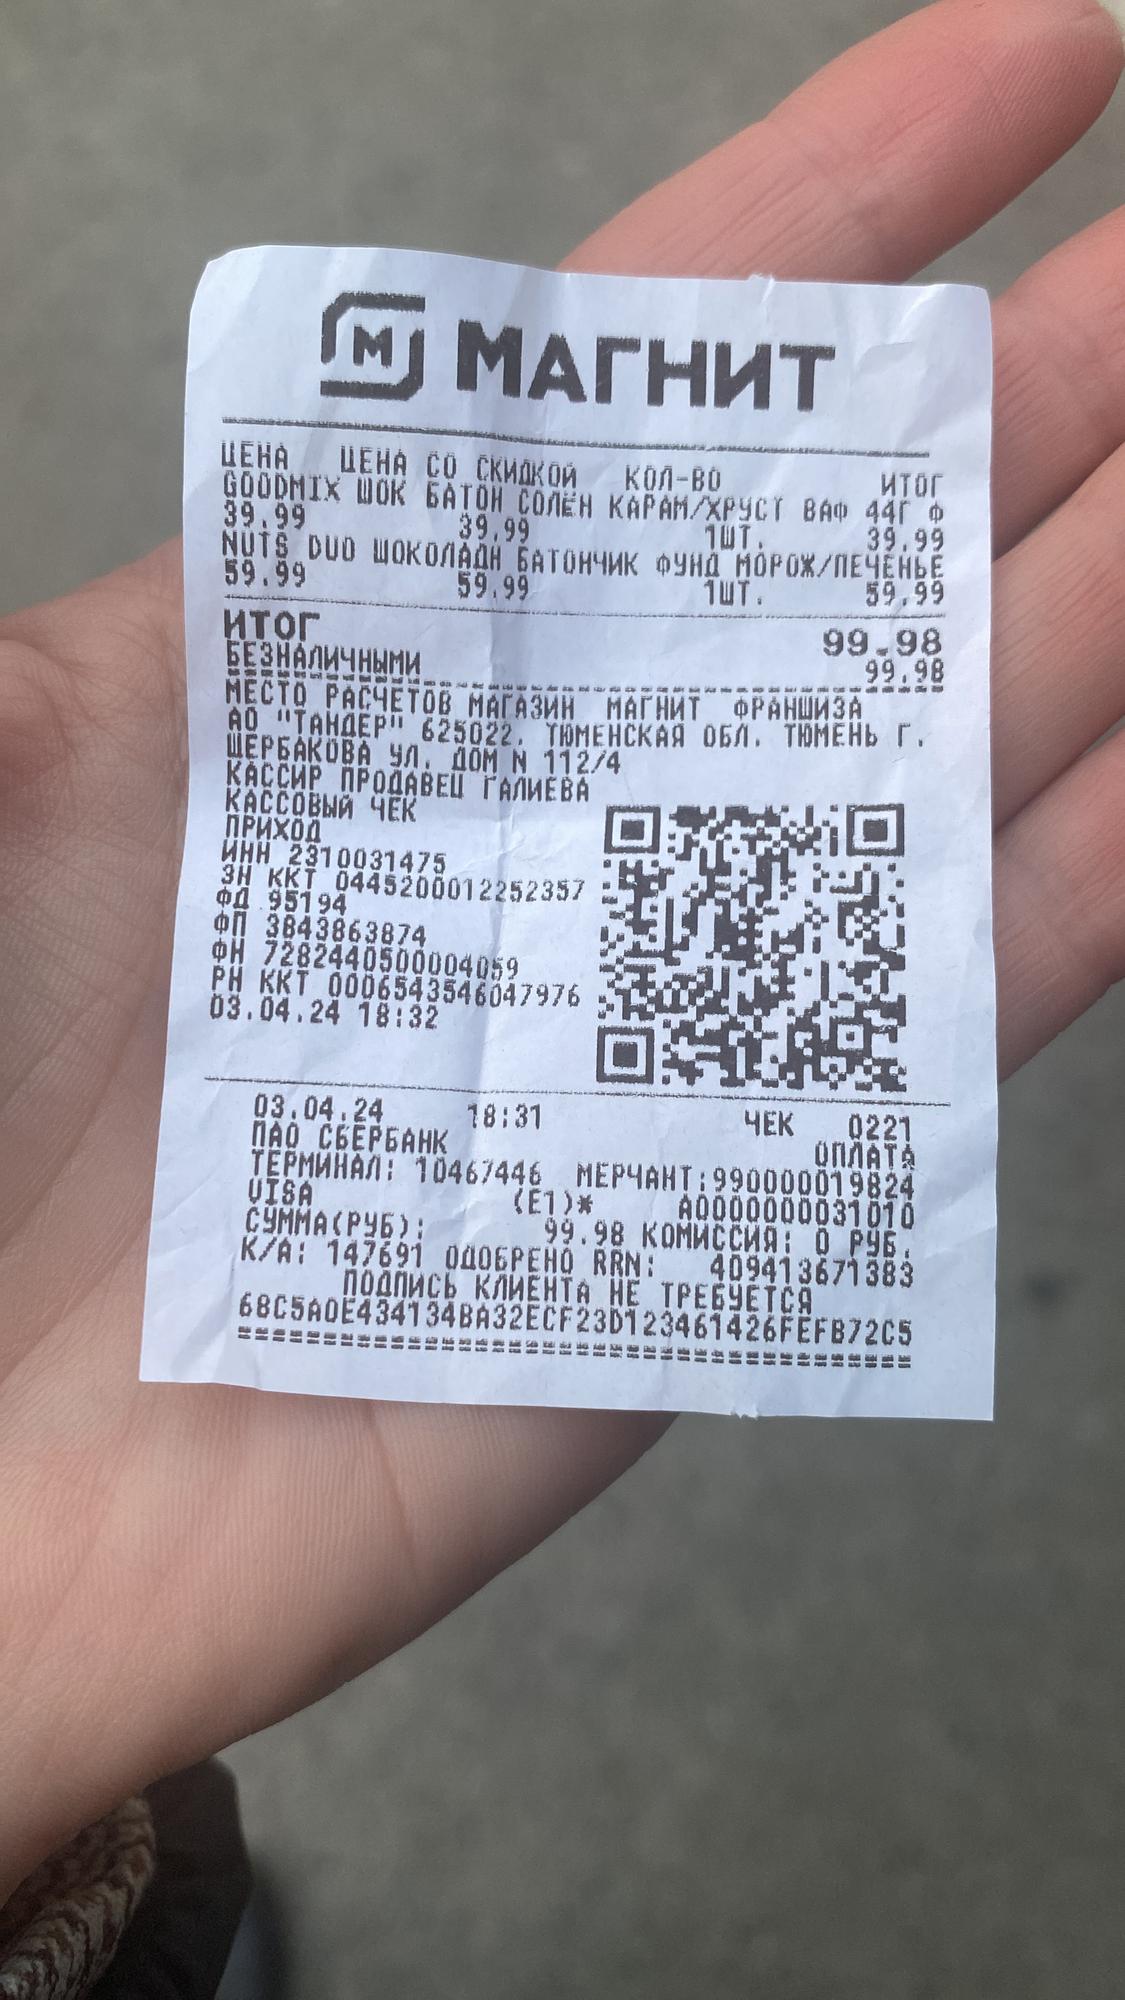 М МАГНИТ
ЦЕНА ЦЕНА СО СКИДКОЙ КОЛ-ВО ИТОГ
GOODMIX ШОК БАТОН СОЛЁН КАРАМ/ХРУСТ ВАФ 44Г Ф
39.99 39.99 1ШТ. 39.99
NUTS DUO ШОКОЛАДН БАТОНЧИК ФУНД МОРОЖ/ПЕЧЕНЬЕ
59.99 59.99 1ШТ. 59.99
ИТОГ 99.98
БЕЗНАЛИЧНЫМИ 99.98
МЕСТО РАСЧЕТОВ МАГАЗИН МАГНИТ ФРАНШИЗА
АО "ТАНДЕР" 625022, ТЮМЕНСКАЯ ОБЛ. ТЮМЕНЬ Г.
ЩЕРБАКОВА УЛ. ДОМ N 112/4
КАССИР ПРОДАВЕЦ ГАЛИЕВА
КАССОВЫЙ ЧЕК
ПРИХОД
ИНН 2310031475
ЗН ККТ 0445200012252357
ФД 95194
ФП 3843863874
ФН 7282440500004059
РН ККТ 0006543546047976
03.04.24 18:32
03.04.24 18:31 ЧЕК 0221
ПАО СБЕРБАНК ОПЛАТА
ТЕРМИНАЛ: 10467446 МЕРЧАНТ:990000019824
VISA (E1)* A0000000031010
СУММА(РУБ): 99.98 КОМИССИЯ: 0 РУБ.
К/А: 147691 ОДОБРЕНО RRN: 409413671383
ПОДПИСЬ КЛИЕНТА НЕ ТРЕБУЕТСЯ
68C5A0E434134BA32ECF23D123461426FEFB72C5